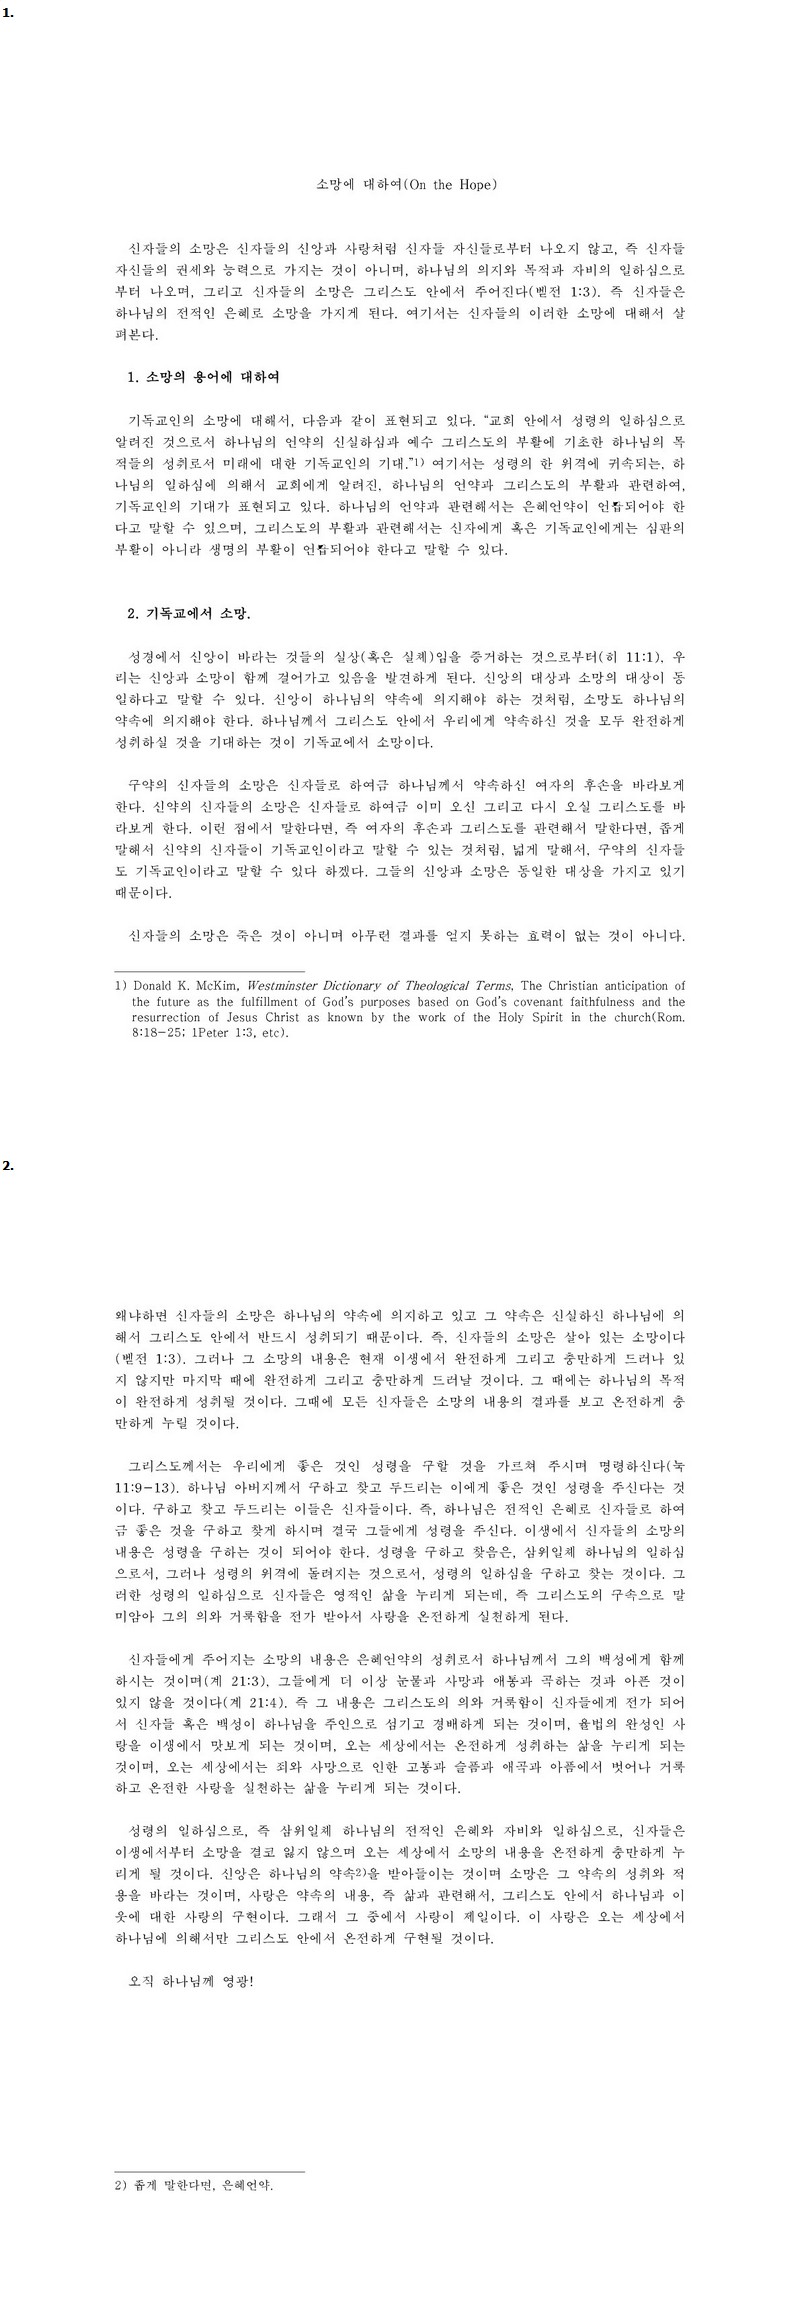 1.
소망에 대하여(On the Hope)
신자들의 소망은 신자들의 신앙과 사랑처럼 신자들 자신들로부터 나오지 않고, 즉 신자들
자신들의 권세와 능력으로 가지는 것이 아니며, 하나님의 의지와 목적과 자비의 일하심으로
부터 나오며, 그리고 신자들의 소망은 그리스도 안에서 주어진다(벧전 1:3). 즉 신자들은
하나님의 전적인 은혜로 소망을 가지게 된다. 여기서는 신자들의 이러한 소망에 대해서 살
펴본다.
1. 소망의 용어에 대하여
기독교인의 소망에 대해서, 다음과 같이 표현되고 있다. “교회 안에서 성령의 일하심으로
알려진 것으로서 하나님의 언약의 신실하심과 예수 그리스도의 부활에 기초한 하나님의 목
적들의 성취로서 미래에 대한 기독교인의 기대.”1) 여기서는 성령의 한 위격에 귀속되는, 하
나님의 일하심에 의해서 교회에게 알려진, 하나님의 언약과 그리스도의 부활과 관련하여,
기독교인의 기대가 표현되고 있다. 하나님의 언약과 관련해서는 은혜언약이 한
다고 말할 수 있으며, 그리스도의 부활과 관련해서는 신자에게 혹은 기독교인에게는 심판의
부활이 아니라 생명의 부활이 한다고 말할 수 있다.
2. 기독교에서 소망.
성경에서 신앙이 바라는 것들의 실상(혹은 실체)임을 증거하는 것으로부터(히 11:1), 우
리는 신앙과 소망이 함께 걸어가고 있음을 발견하게 된다. 신앙의 대상과 소망의 대상이 동
일하다고 말할 수 있다. 신앙이 하나님의 약속에 의지해야 하는 것처럼, 소망도 하나님의
약속에 의지해야 한다. 하나님께서 그리스도 안에서 우리에게 약속하신 것을 모두 완전하게
성취하실 것을 기대하는 것이 기독교에서 소망이다.
구약의 신자들의 소망은 신자들로 하여금 하나님께서 약속하신 여자의 후손을 바라보게
한다. 신약의 신자들의 소망은 신자들로 하여금 이미 오신 그리고 다시 오실 그리스도를 바
라보게 한다. 이런 점에서 말한다면, 즉 여자의 후손과 그리스도를 관련해서 말한다면, 좁게
말해서 신약의 신자들이 기독교인이라고 말할 수 있는 것처럼, 넓게 말해서, 구약의 신자들
도 기독교인이라고 말할 수 있다 하겠다. 그들의 신앙과 소망은 동일한 대상을 가지고 있기
때문이다.
신자들의 소망은 죽은 것이 아니며 아무런 결과를 얻지 못하는 효력이 없는 것이 아니다.
1) Donald K. McKim, Westminster Dictionary of Theological Terms, The Christian anticipation of
the future as the fulfillment of God's purposes based on God's covenant faithfulness and the
resurrection of Jesus Christ as known by the work of the Holy Spirit in the church(Rom.
8:18-25; 1Peter 1:3, etc).
2.
왜냐하면 신자들의 소망은 하나님의 약속에 의지하고 있고 그 약속은 신실하신 하나님에 의
해서 그리스도 안에서 반드시 성취되기 때문이다. 즉, 신자들의 소망은 살아 있는 소망이다
(벧전 1:3). 그러나 그 소망의 내용은 현재 이생에서 완전하게 그리고 충만하게 드러나 있
지 않지만 마지막 때에 완전하게 그리고 충만하게 드러날 것이다. 그 때에는 하나님의 목적
이 완전하게 성취될 것이다. 그때에 모든 신자들은 소망의 내용의 결과를 보고 온전하게 충
만하게 누릴 것이다.
그리스도께서는 우리에게 좋은 것인 성령을 구할 것을 가르쳐 주시며 명령하신다(눅
11:9-13). 하나님 아버지께서 구하고 찾고 두드리는 이에게 좋은 것인 성령을 주신다는 것
이다. 구하고 찾고 두드리는 이들은 신자들이다. 즉, 하나님은 전적인 은혜로 신자들로 하여
금 좋은 것을 구하고 찾게 하시며 결국 그들에게 성령을 주신다. 이생에서 신자들의 소망의
내용은 성령을 구하는 것이 되어야 한다. 성령을 구하고 찾음은, 삼위일체 하나님의 일하심
으로서, 그러나 성령의 위격에 돌려지는 것으로서, 성령의 일하심을 구하고 찾는 것이다. 그
러한 성령의 일하심으로 신자들은 영적인 삶을 누리게 되는데, 즉 그리스도의 구속으로 말
미암아 그의 의와 거룩함을 전가 받아서 사랑을 온전하게 실천하게 된다.
신자들에게 주어지는 소망의 내용은 은혜언약의 성취로서 하나님께서 그의 백성에게 함께
하시는 것이며(계 21:3), 그들에게 더 이상 눈물과 사망과 애통과 곡하는 것과 아픈 것이
있지 않을 것이다(계 21:4). 즉 그 내용은 그리스도의 의와 거룩함이 신자들에게 전가 되어
서 신자들 혹은 백성이 하나님을 주인으로 섬기고 경배하게 되는 것이며, 율법의 완성인 사
랑을 이생에서 맛보게 되는 것이며, 오는 세상에서는 온전하게 성취하는 삶을 누리게 되는
것이며, 오는 세상에서는 죄와 사망으로 인한 고통과 슬픔과 애곡과 아픔에서 벗어나 거룩
하고 온전한 사랑을 실천하는 삶을 누리게 되는 것이다.
성령의 일하심으로, 즉 삼위일체 하나님의 전적인 은혜와 자비와 일하심으로, 신자들은
이생에서부터 소망을 결코 잃지 않으며 오는 세상에서 소망의 내용을 온전하게 충만하게 누
리게 될 것이다. 신앙은 하나님의 약속2)을 받아들이는 것이며 소망은 그 약속의 성취와 적
용을 바라는 것이며, 사랑은 약속의 내용, 즉 삶과 관련해서, 그리스도 안에서 하나님과 이
웃에 대한 사랑의 구현이다. 그래서 그 중에서 사랑이 제일이다. 이 사랑은 오는 세상에서
하나님에 의해서만 그리스도 안에서 온전하게 구현될 것이다.
오직 하나님께 영광!
2) 좁게 말한다면, 은혜언약.